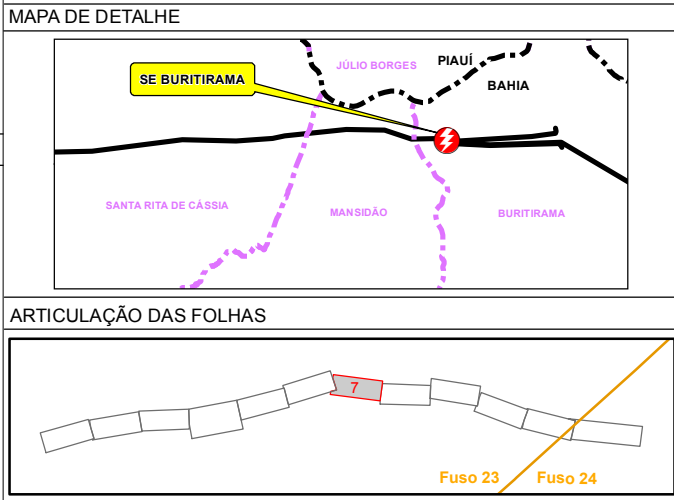 MAPA DE DETALHE
JÚLIO BORGES
PIAUÍ
BAHIA
SE BURITIRAMA
SANTA RITA DE CÁSSIA
MANSIDÃO
BURITIRAMA
ARTICULAÇÃO DAS FOLHAS
7
Fuso 23
Fuso 24